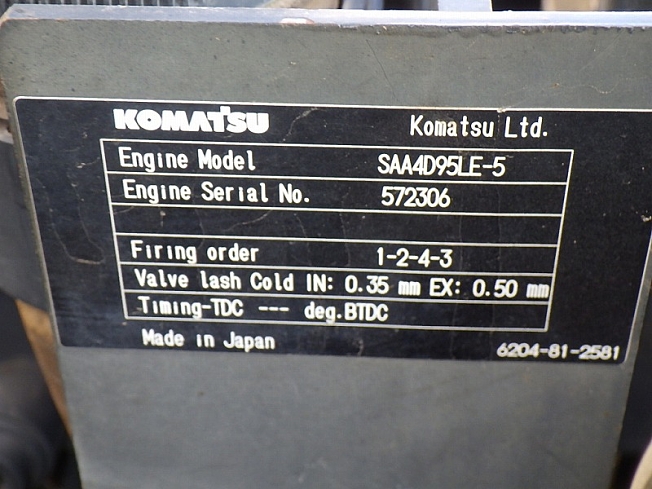 KOMATSU Komatsu Ltd.
Engine Model SAA4D95LE-5
Engine Serial No. 572306
Firing order 1-2-4-3
Valve lash Cold IN: 0.35 mm EX: 0.50 mm
Timing-TDC --- deg.BTDC
Made in Japan 6204-81-2581